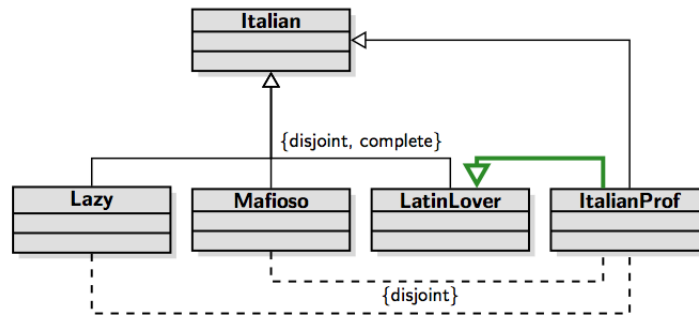 Italian
{disjoint, complete}
Lazy
Mafioso
LatinLover
ItalianProf
{disjoint}